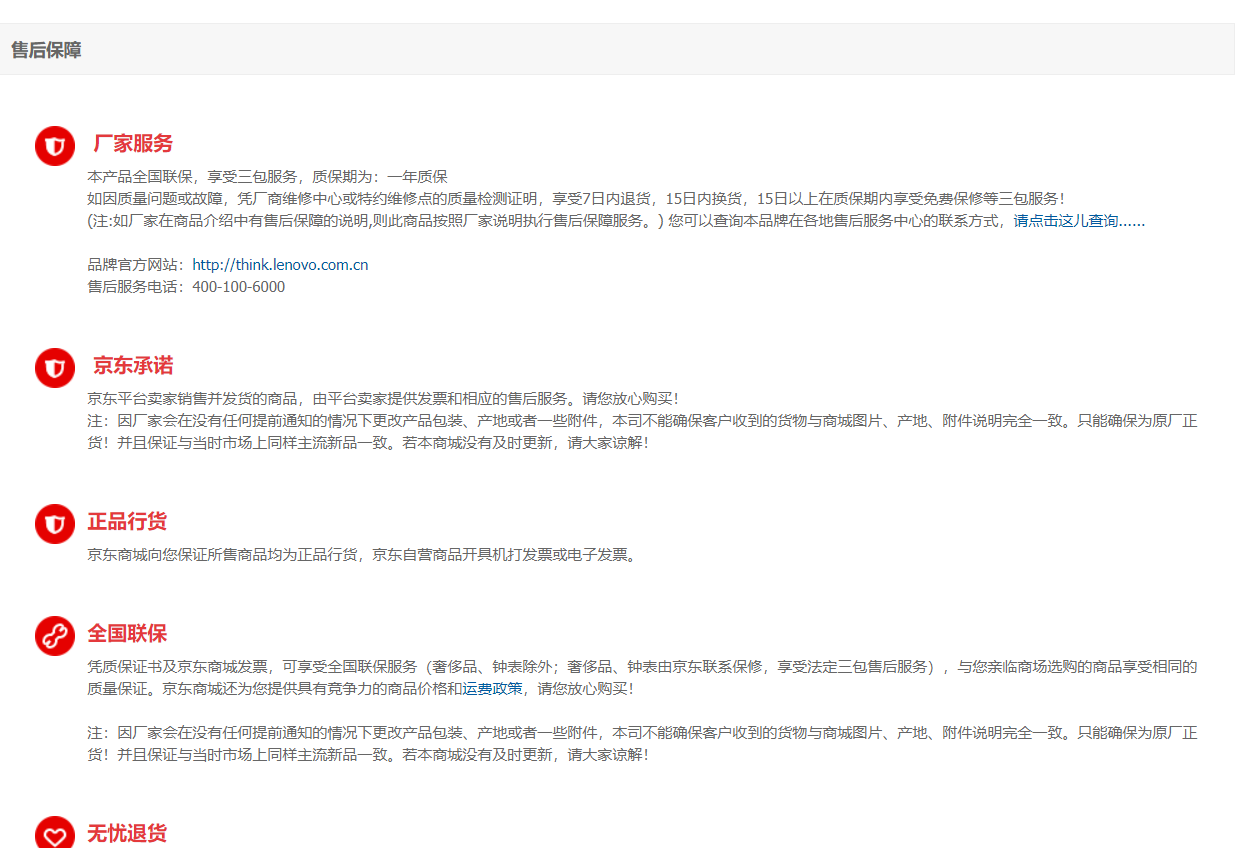 售后保障
厂家服务
本产品全国联保，享受三包服务，质保期为：一年质保
如因质量问题或故障，凭厂商维修中心或特约维修点的质量检测证明，享受7日内退货，15日内换货，15日以上在质保期内享受免费保修等三包服务！
(注:如厂家在商品介绍中有售后保障的说明,则此商品按照厂家说明执行售后保障服务。) 您可以查询本品牌在各地售后服务中心的联系方式，请点击这儿查询......
品牌官方网站：http://think.lenovo.com.cn
售后服务电话：400-100-6000
京东承诺
京东平台卖家销售并发货的商品，由平台卖家提供发票和相应的售后服务。请您放心购买！
注：因厂家会在没有任何提前通知的情况下更改产品包装、产地或者一些附件，本司不能确保客户收到的货物与商城图片、产地、附件说明完全一致。只能确保为原厂正
货！并且保证与当时市场上同样主流新品一致。若本商城没有及时更新，请大家谅解！
正品行货
京东商城向您保证所售商品均为正品行货，京东自营商品开具机打发票或电子发票。
全国联保
凭质保证书及京东商城发票，可享受全国联保服务（奢侈品、钟表除外；奢侈品、钟表由京东联系保修，享受法定三包售后服务），与您亲临商场选购的商品享受相同的
质量保证。京东商城还为您提供具有竞争力的商品价格和运费政策，请您放心购买！
注：因厂家会在没有任何提前通知的情况下更改产品包装、产地或者一些附件，本司不能确保客户收到的货物与商城图片、产地、附件说明完全一致。只能确保为原厂正
货！并且保证与当时市场上同样主流新品一致。若本商城没有及时更新，请大家谅解！
无忧退货